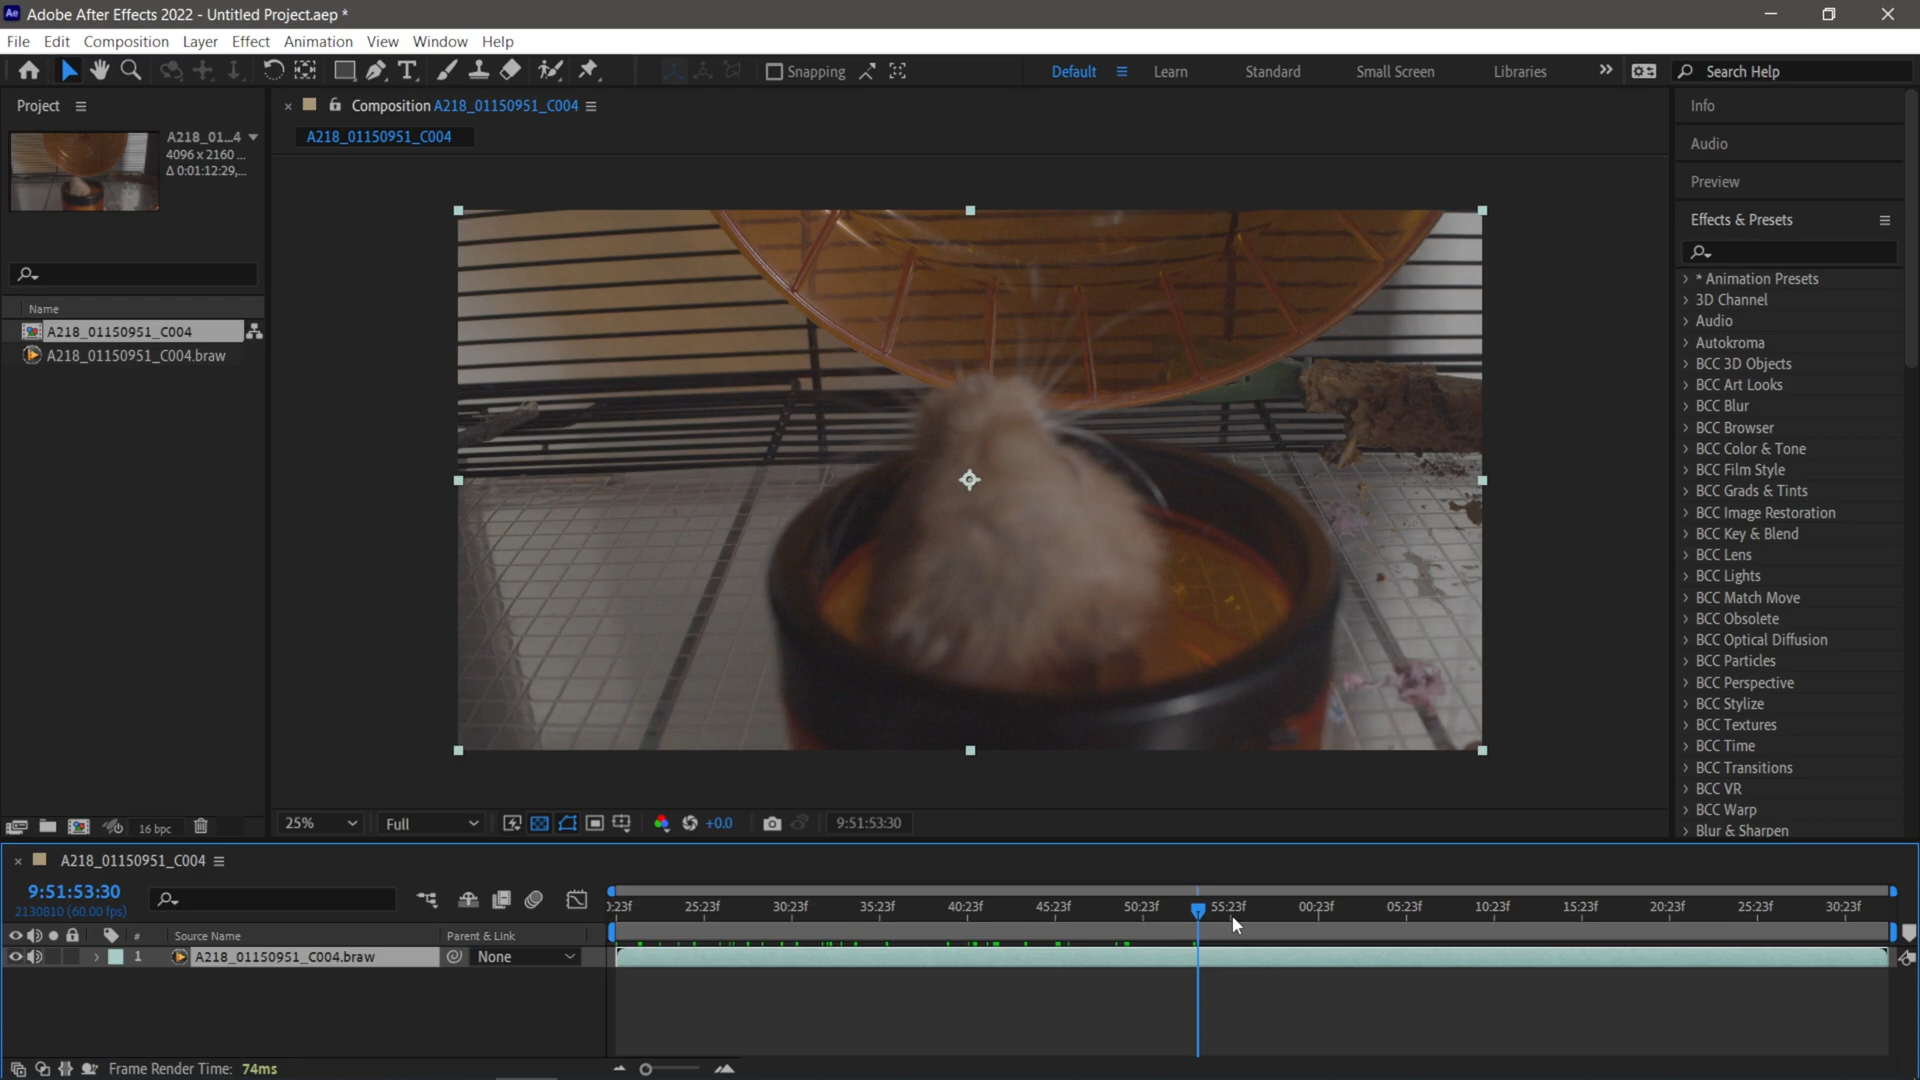 Ae Adobe After Effects 2022 - Untitled Project.aep *
File Edit Composition Layer Effect Animation View Window Help
Snapping Default Learn Standard Small Screen Libraries Search Help
Project
A218_01...4
4096 x 2160 ...
Δ 0:01:12:29,...
Name
A218_01150951_C004
A218_01150951_C004.braw
16 bpc
Composition A218_01150951_C004
A218_01150951_C004
25% Full +0.0 9:51:53:30
Info
Audio
Preview
Effects & Presets
* Animation Presets
3D Channel
Audio
Autokroma
BCC 3D Objects
BCC Art Looks
BCC Blur
BCC Browser
BCC Color & Tone
BCC Film Style
BCC Grads & Tints
BCC Image Restoration
BCC Key & Blend
BCC Lens
BCC Lights
BCC Match Move
BCC Obsolete
BCC Optical Diffusion
BCC Particles
BCC Perspective
BCC Stylize
BCC Textures
BCC Time
BCC Transitions
BCC VR
BCC Warp
Blur & Sharpen
A218_01150951_C004
9:51:53:30
2130810 (60.00 fps)
0:23f 25:23f 30:23f 35:23f 40:23f 45:23f 50:23f 55:23f 00:23f 05:23f 10:23f 15:23f 20:23f 25:23f 30:23f
# Source Name Parent & Link
1 A218_01150951_C004.braw None
Frame Render Time: 74ms